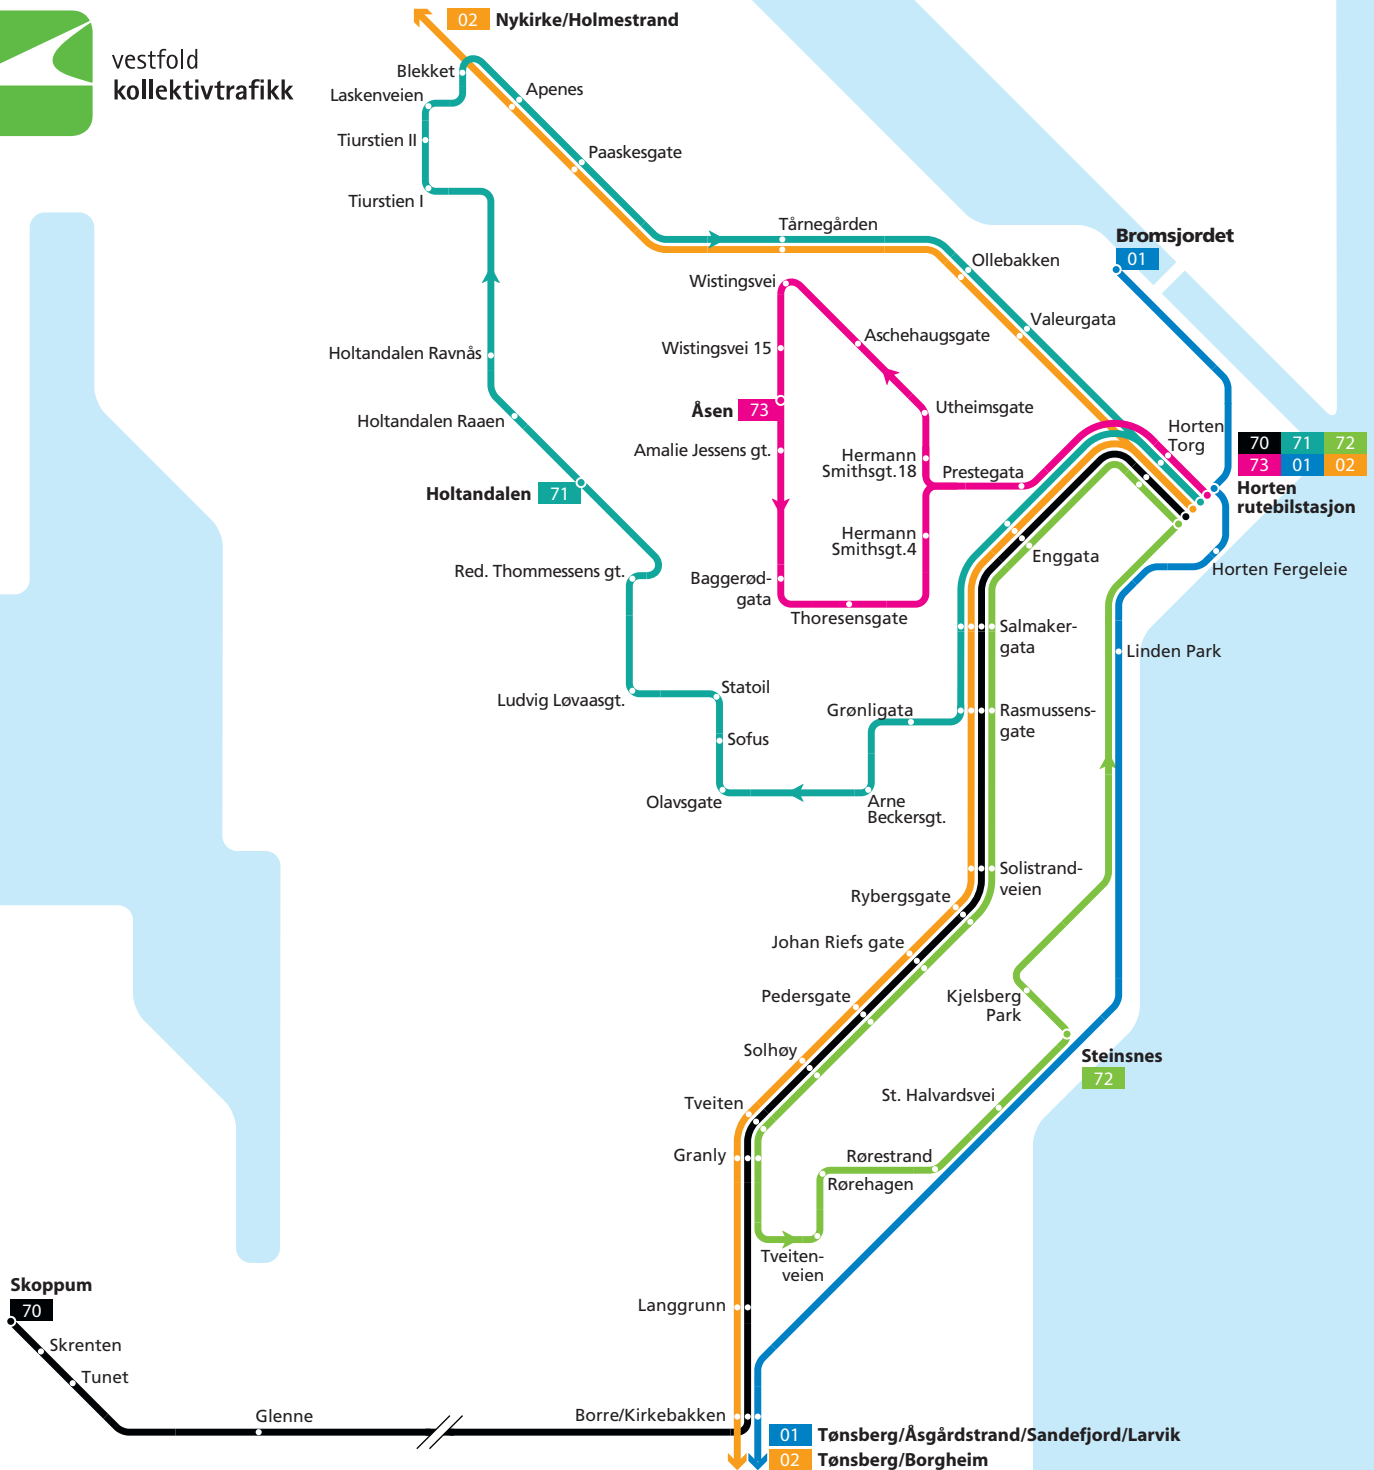 02 Nykirke/Holmestrand
vestfold
kollektivtrafikk
Blekket
Laskenveien
Apenes
Tiurstien II
Paaskesgate
Tiurstien I
Tårnegården
Bromsjordet
01
Ollebakken
Wistingsvei
Valeurgata
Aschehaugsgate
Wistingsvei 15
Holtandalen Ravnås
Åsen 73
Utheimsgate
Holtandalen Raaen
Horten
Torg
70 71 72
73 01 02
Horten
rutebilstasjon
Amalie Jessens gt.
Hermann
Smithsgt.18
Prestegata
Holtandalen 71
Hermann
Smithsgt.4
Enggata
Horten Fergeleie
Red. Thommessens gt.
Baggerød-
gata
Thoresensgate
Salmaker-
gata
Linden Park
Ludvig Løvaasgt.
Statoil
Grønligata
Rasmussens-
gate
Sofus
Olavsgate
Arne
Beckersgt.
Solistrand-
veien
Rybergsgate
Johan Riefs gate
Pedersgate
Kjelsberg
Park
Solhøy
Steinsnes
72
Tveiten
St. Halvardsvei
Granly
Rørestrand
Rørehagen
Tveiten-
veien
Skoppum
70
Langgrunn
Skrenten
Tunet
Glenne
Borre/Kirkebakken
01 Tønsberg/Åsgårdstrand/Sandefjord/Larvik
02 Tønsberg/Borgheim